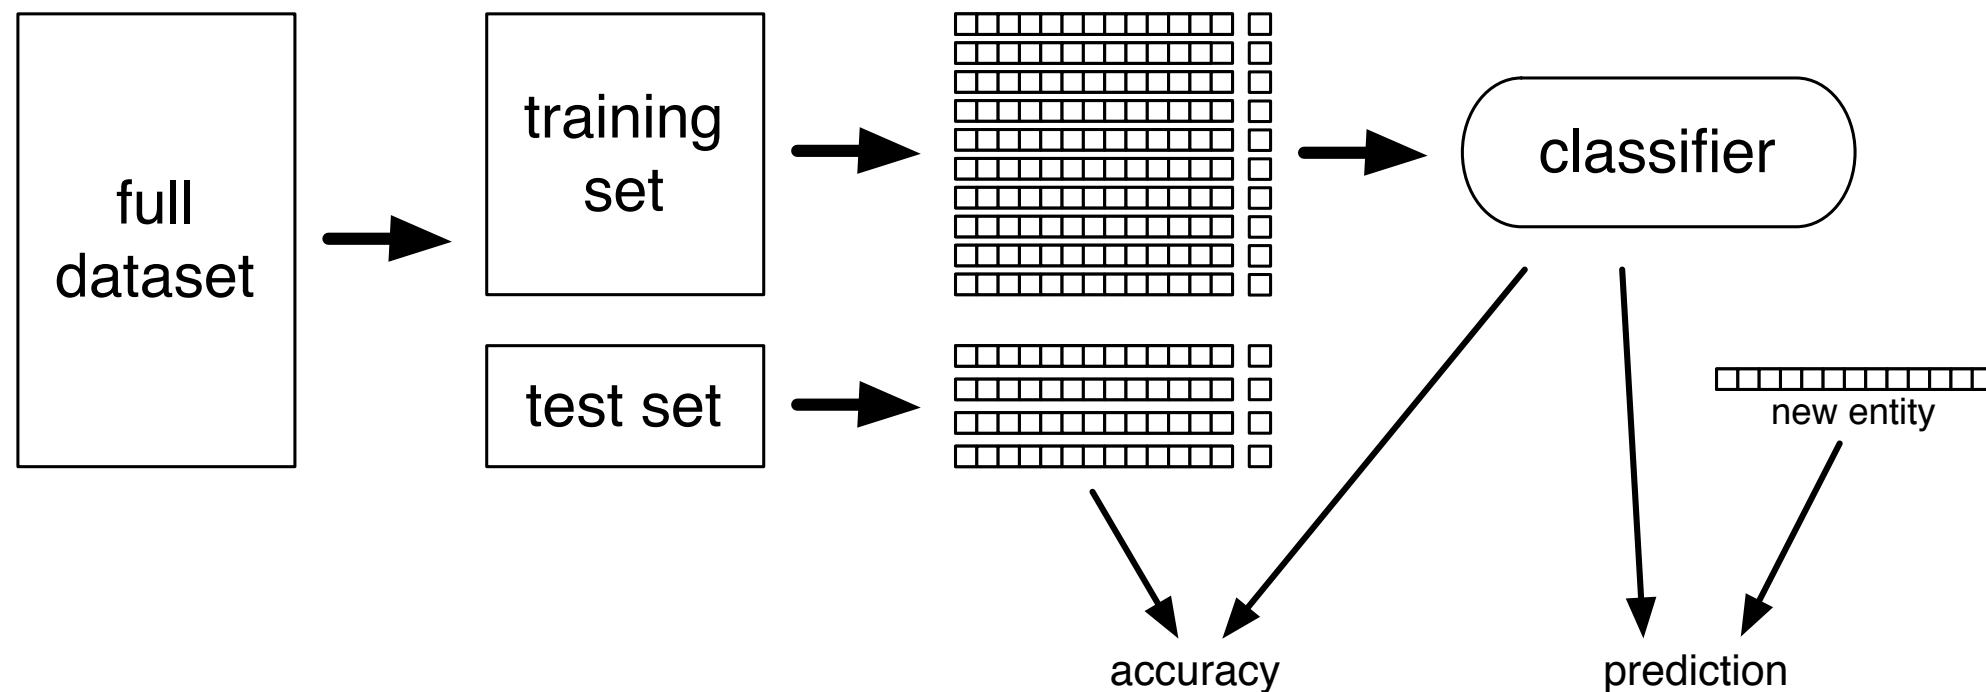 full
dataset
training
set
test set
classifier
new entity
accuracy
prediction